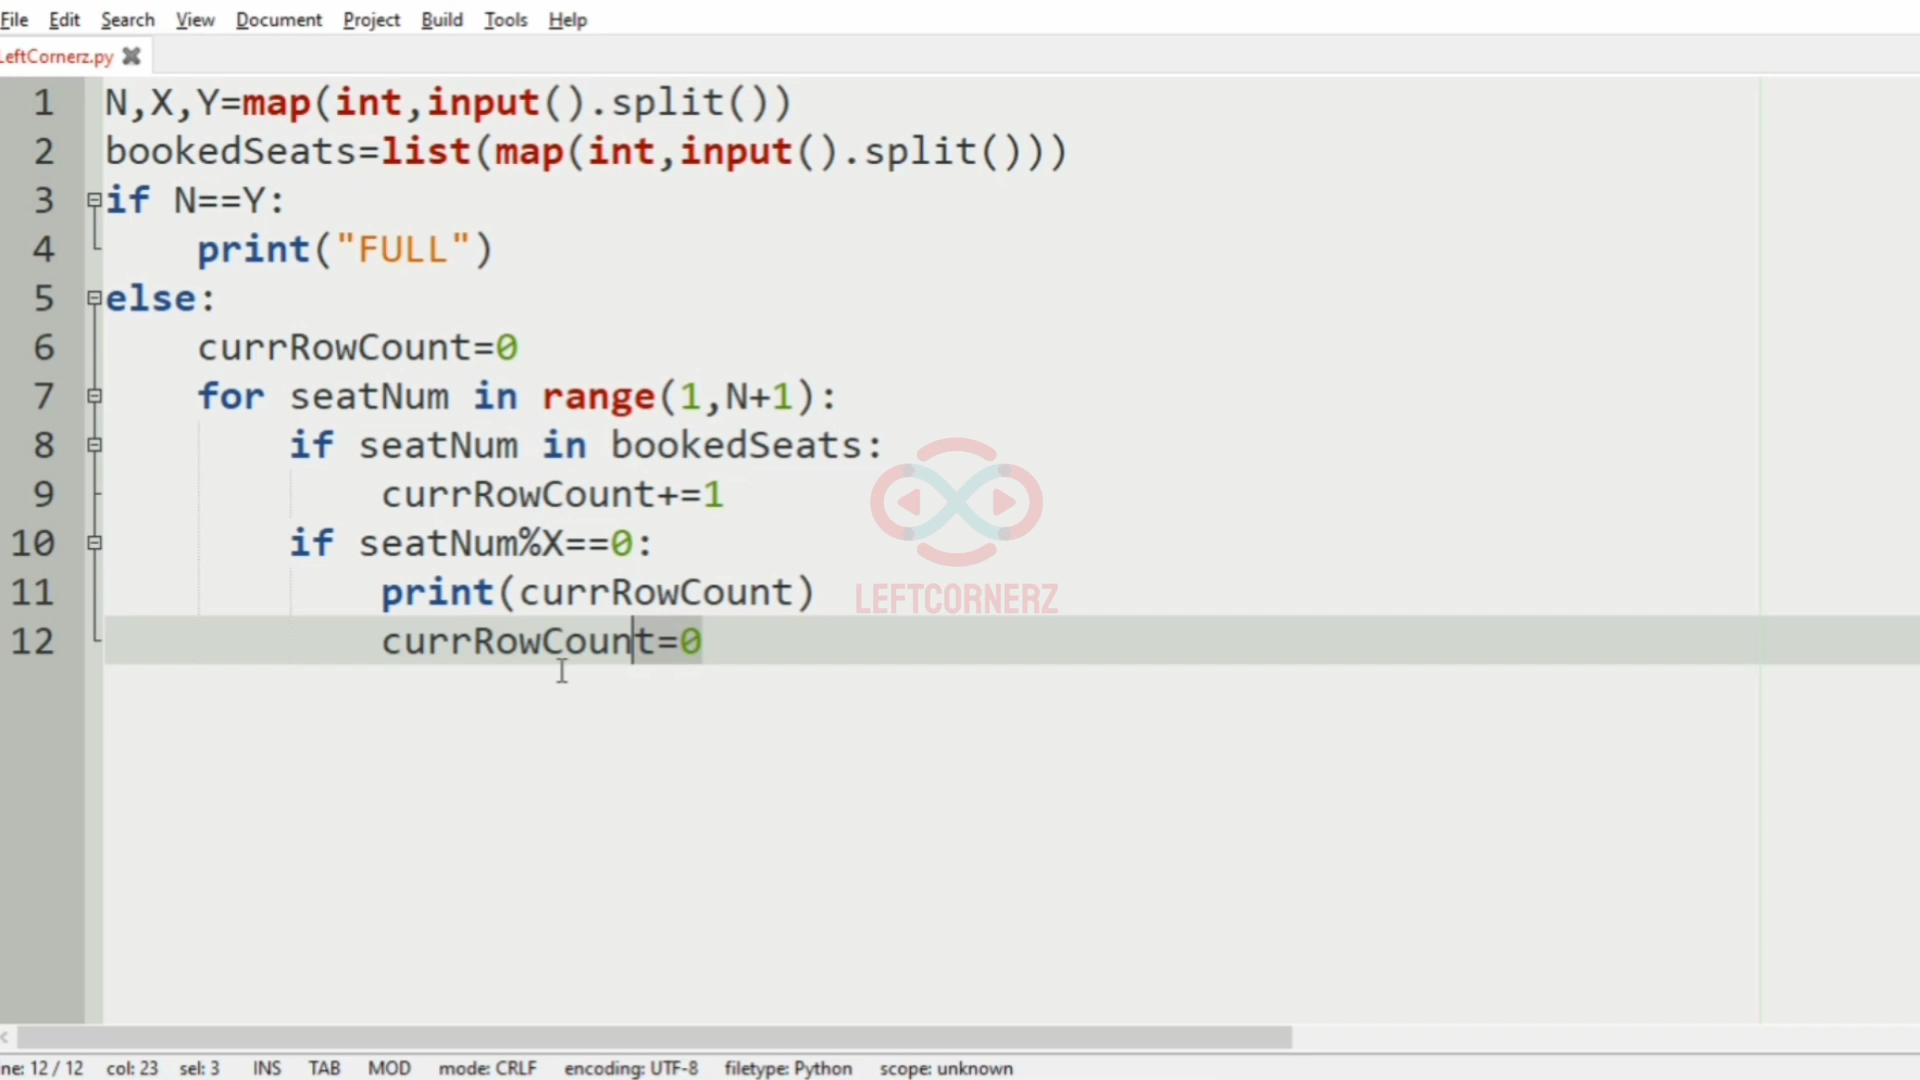 File Edit Search View Document Project Build Tools Help
LeftCornerz.py
1 N,X,Y=map(int,input().split())
2 bookedSeats=list(map(int,input().split()))
3 if N==Y:
4     print("FULL")
5 else:
6     currRowCount=0
7     for seatNum in range(1,N+1):
8         if seatNum in bookedSeats:
9             currRowCount+=1
10         if seatNum%X==0:
11             print(currRowCount)
12             currRowCount=0
LEFTCORNERZ
ne: 12 / 12 col: 23 sel: 3 INS TAB MOD mode: CRLF encoding: UTF-8 filetype: Python scope: unknown